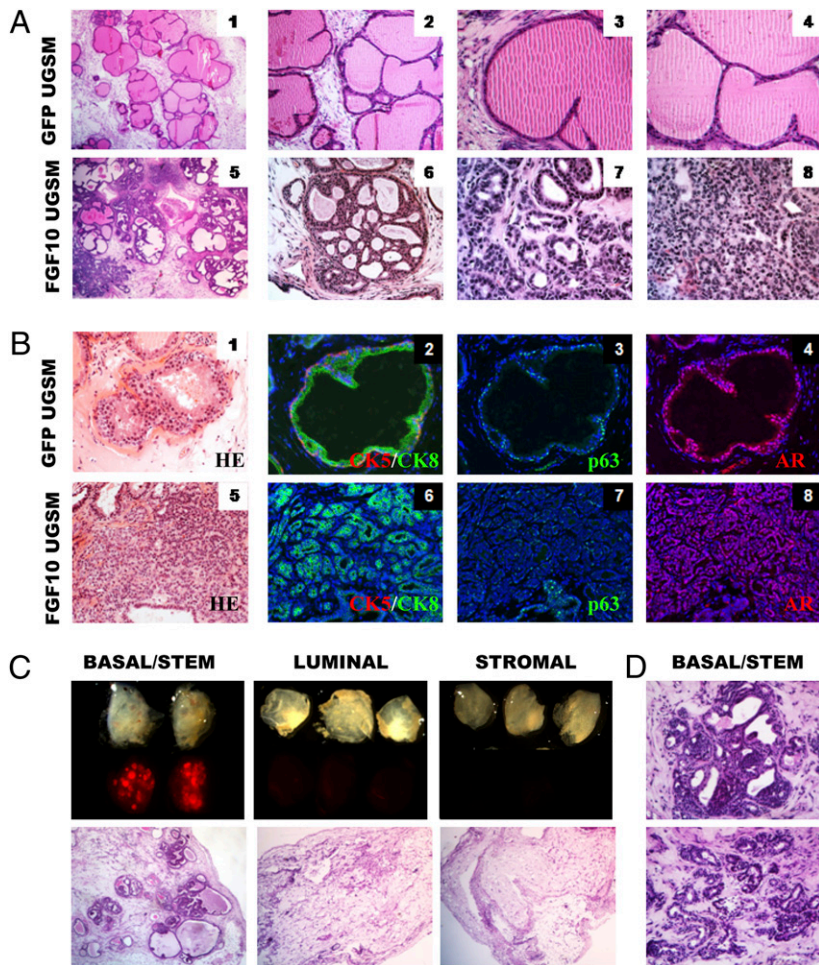 A
GFP UGSM
1
2
3
4
FGF10 UGSM
5
6
7
8
B
GFP UGSM
1
HE
2
CK5/CK8
3
p63
4
AR
FGF10 UGSM
5
HE
6
CK5/CK8
7
p63
8
AR
C
BASAL/STEM
LUMINAL
STROMAL
D
BASAL/STEM